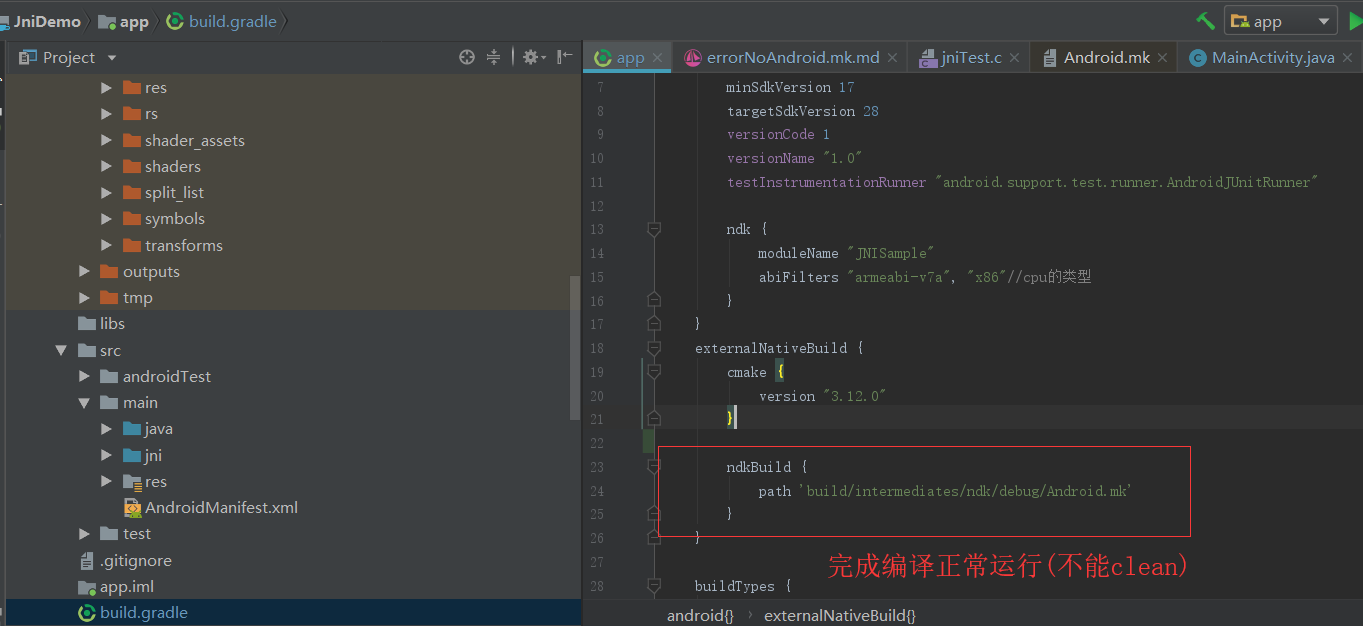 JniDemo app build.gradle app
Project
app errorNoAndroid.mk.md jniTest.c Android.mk MainActivity.java
res
rs
shader_assets
shaders
split_list
symbols
transforms
outputs
tmp
libs
src
androidTest
main
java
jni
res
AndroidManifest.xml
test
.gitignore
app.iml
build.gradle
7 minSdkVersion 17
8 targetSdkVersion 28
9 versionCode 1
10 versionName "1.0"
11 testInstrumentationRunner "android.support.test.runner.AndroidJUnitRunner"
12
13 ndk {
14 moduleName "JNISample"
15 abiFilters "armeabi-v7a", "x86"//cpu的类型
16 }
17 }
18 externalNativeBuild {
19 cmake {
20 version "3.12.0"
21 }
22
23 ndkBuild {
24 path 'build/intermediates/ndk/debug/Android.mk'
25 }
26 }
27
完成编译正常运行(不能clean)
28 buildTypes {
android{} › externalNativeBuild{}